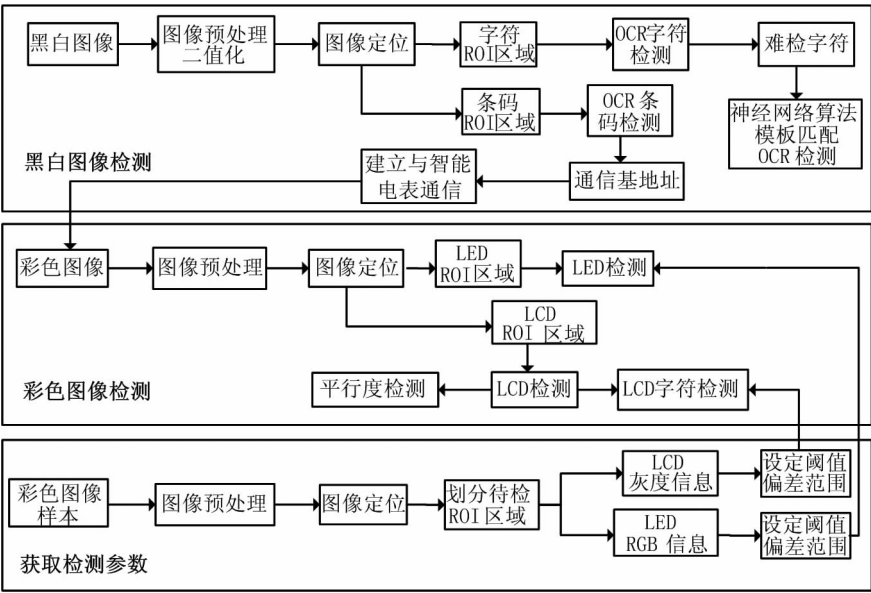 黑白图像
图像预处理
二值化
图像定位
字符
ROI区域
OCR字符
检测
难检字符
条码
ROI区域
OCR 条
码检测
神经网络算法
模板匹配
OCR 检测
黑白图像检测
建立与智能
电表通信
通信基地址
彩色图像
图像预处理
图像定位
LED
ROI区域
LED检测
LCD
ROI 区域
彩色图像检测
平行度检测
LCD检测
LCD字符检测
彩色图像
样本
图像预处理
图像定位
划分待检
ROI区域
LCD
灰度信息
设定阈值
偏差范围
LED
RGB 信息
设定阈值
偏差范围
获取检测参数